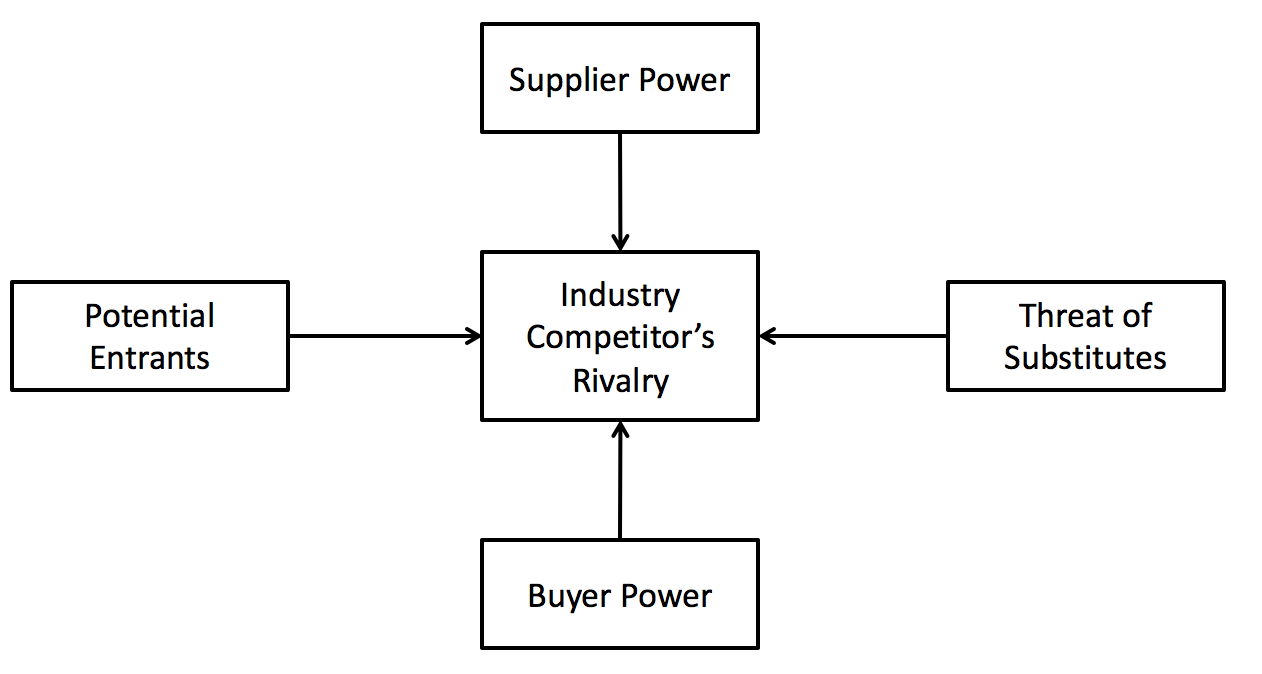 Supplier Power
Potential
Entrants
Industry
Competitor’s
Rivalry
Threat of
Substitutes
Buyer Power